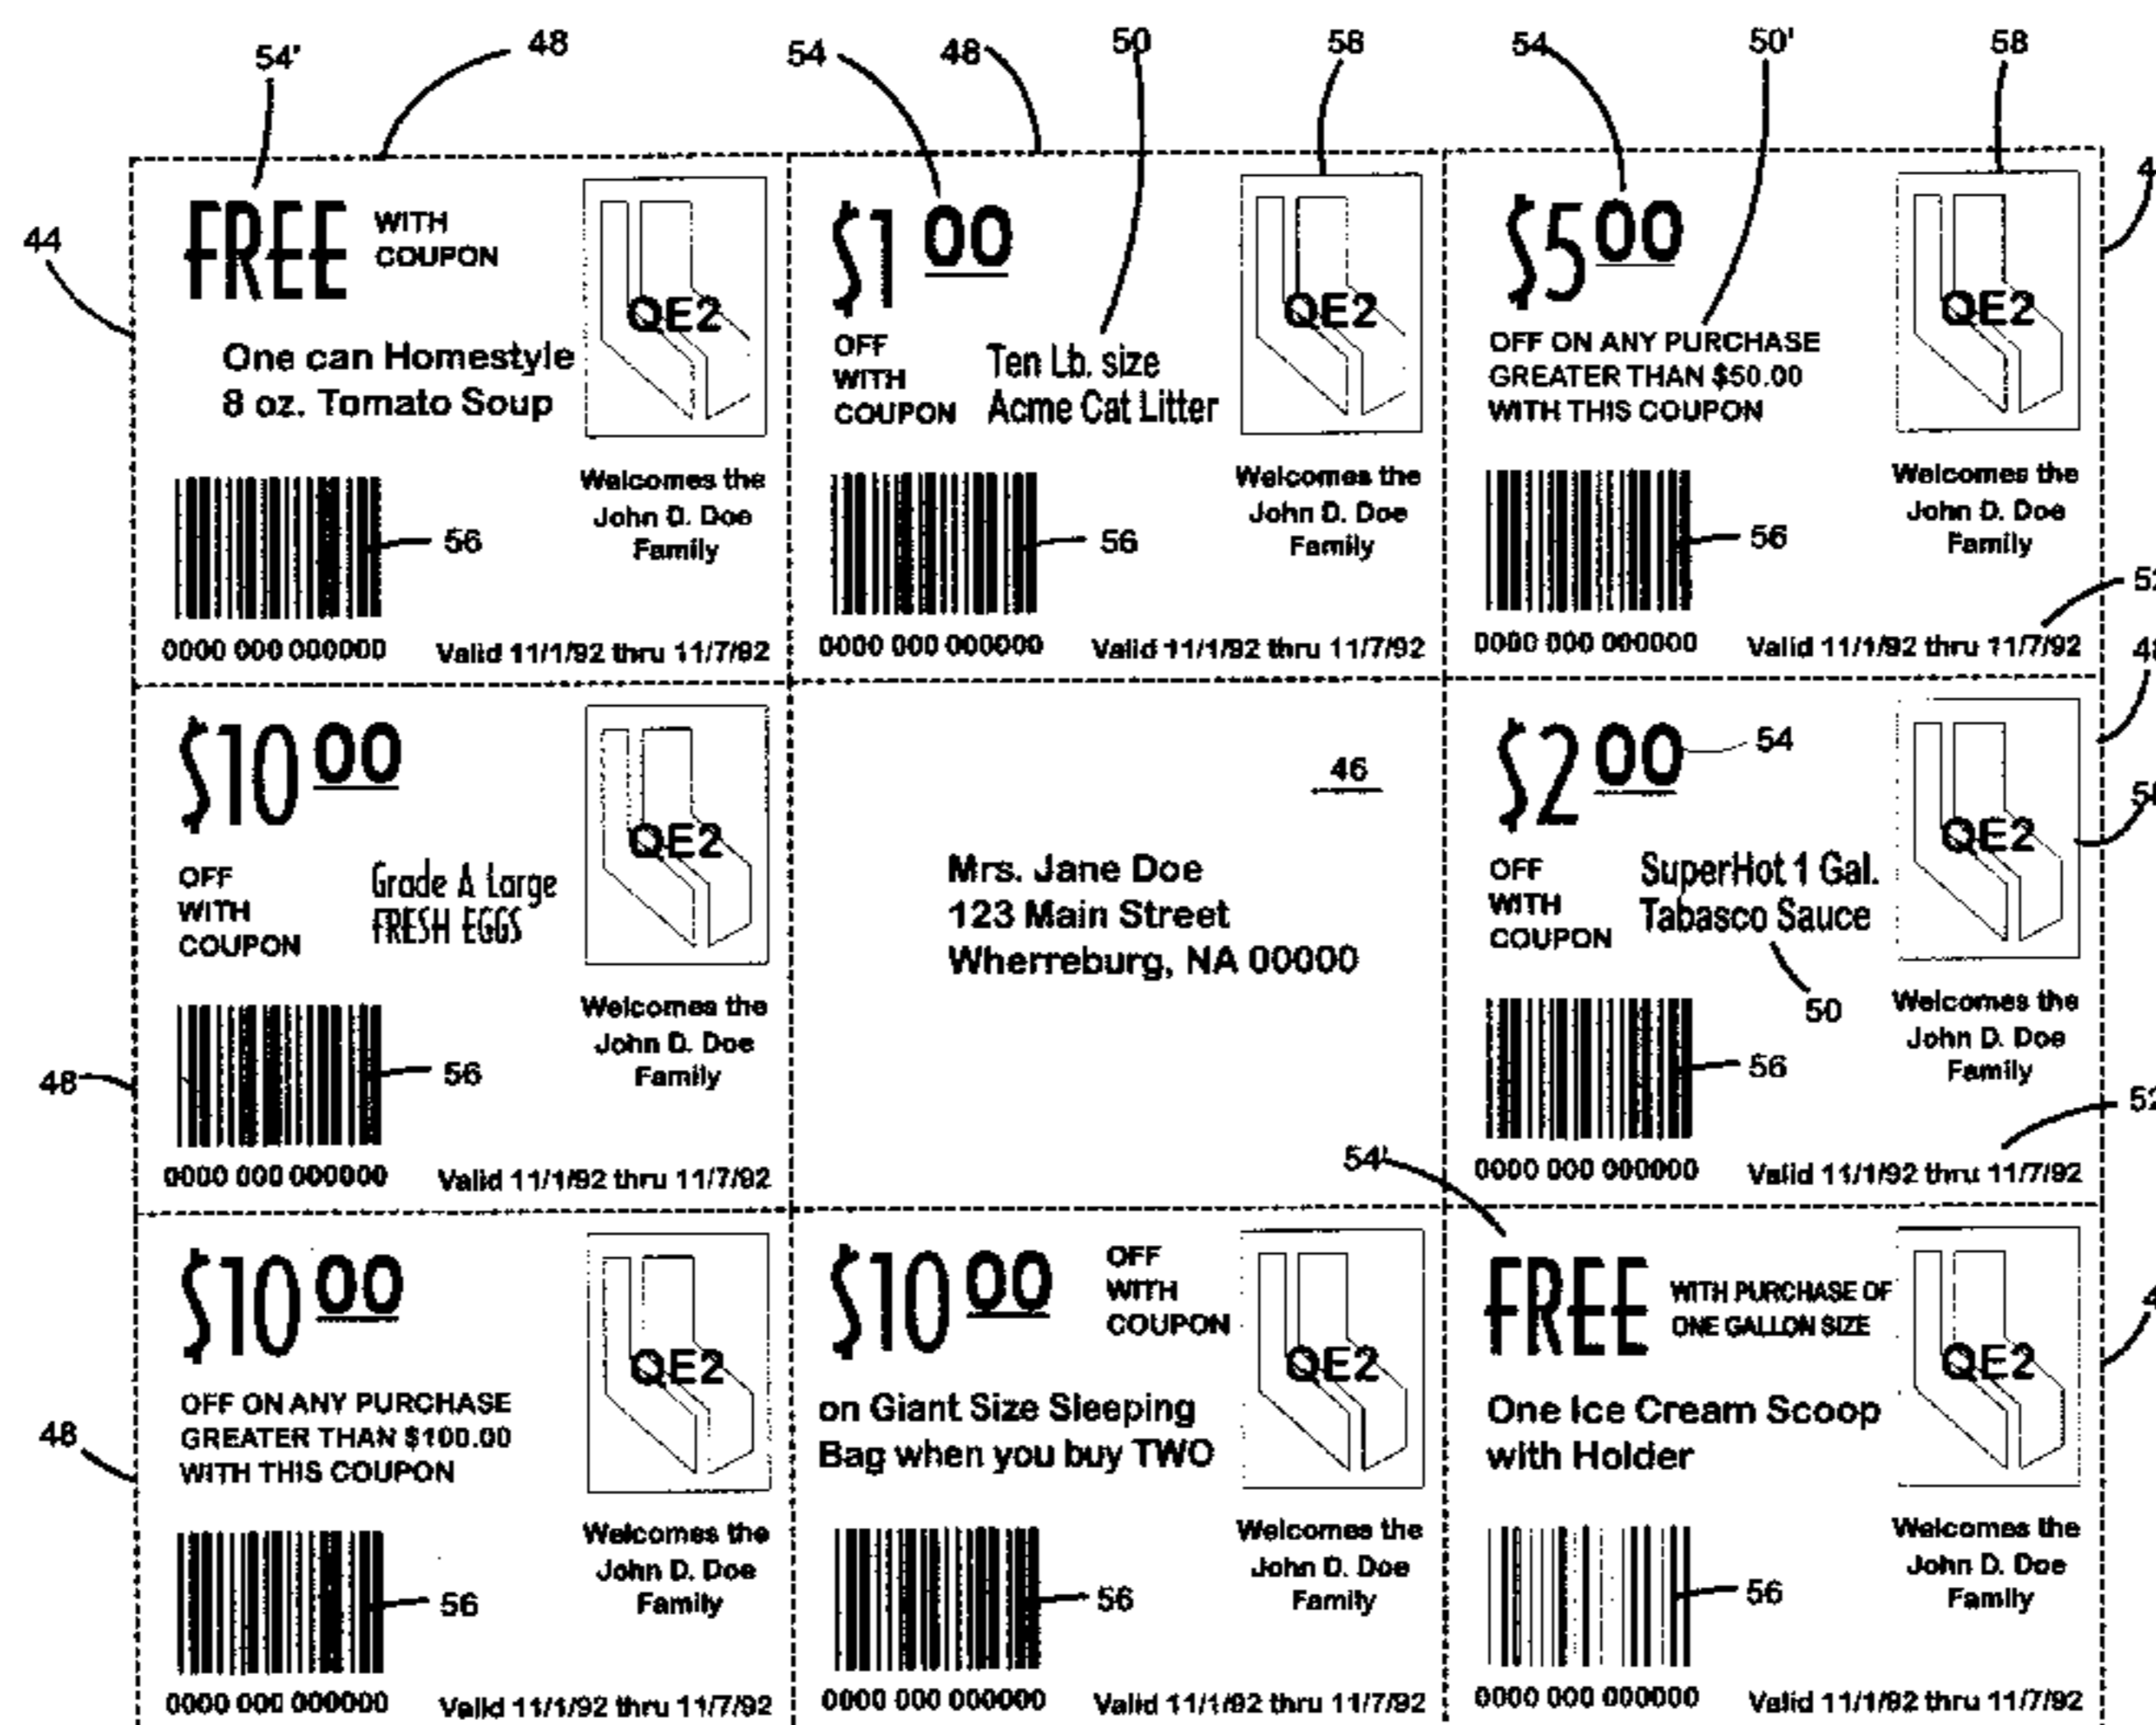 54' 48 54 48 50 58 54 50' 58
44
FREE WITH
COUPON
One can Homestyle
8 oz. Tomato Soup
QE2
Welcomes the
John D. Doe
Family
56
0000 000 000000 Valid 11/1/92 thru 11/7/92
$1 00
OFF
WITH
COUPON
Ten Lb. size
Acme Cat Litter
QE2
Welcomes the
John D. Doe
Family
56
0000 000 000000 Valid 11/1/92 thru 11/7/92
$5 00
OFF ON ANY PURCHASE
GREATER THAN $50.00
WITH THIS COUPON
QE2
Welcomes the
John D. Doe
Family
56
0000 000 000000 Valid 11/1/92 thru 11/7/92
$10 00
OFF
WITH
COUPON
Grade A Large
FRESH EGGS
QE2
Welcomes the
John D. Doe
Family
48
56
0000 000 000000 Valid 11/1/92 thru 11/7/92
46
Mrs. Jane Doe
123 Main Street
Wherreburg, NA 00000
54'
$2 00
54
OFF
WITH
COUPON
SuperHot 1 Gal.
Tabasco Sauce
50
QE2
Welcomes the
John D. Doe
Family
56
0000 000 000000 Valid 11/1/92 thru 11/7/92
$10 00
OFF ON ANY PURCHASE
GREATER THAN $100.00
WITH THIS COUPON
QE2
Welcomes the
John D. Doe
Family
48
56
0000 000 000000 Valid 11/1/92 thru 11/7/92
$10 00
OFF
WITH
COUPON
on Giant Size Sleeping
Bag when you buy TWO
QE2
Welcomes the
John D. Doe
Family
56
0000 000 000000 Valid 11/1/92 thru 11/7/92
FREE WITH PURCHASE OF
ONE GALLON SIZE
One Ice Cream Scoop
with Holder
QE2
Welcomes the
John D. Doe
Family
56
0000 000 000000 Valid 11/1/92 thru 11/7/92